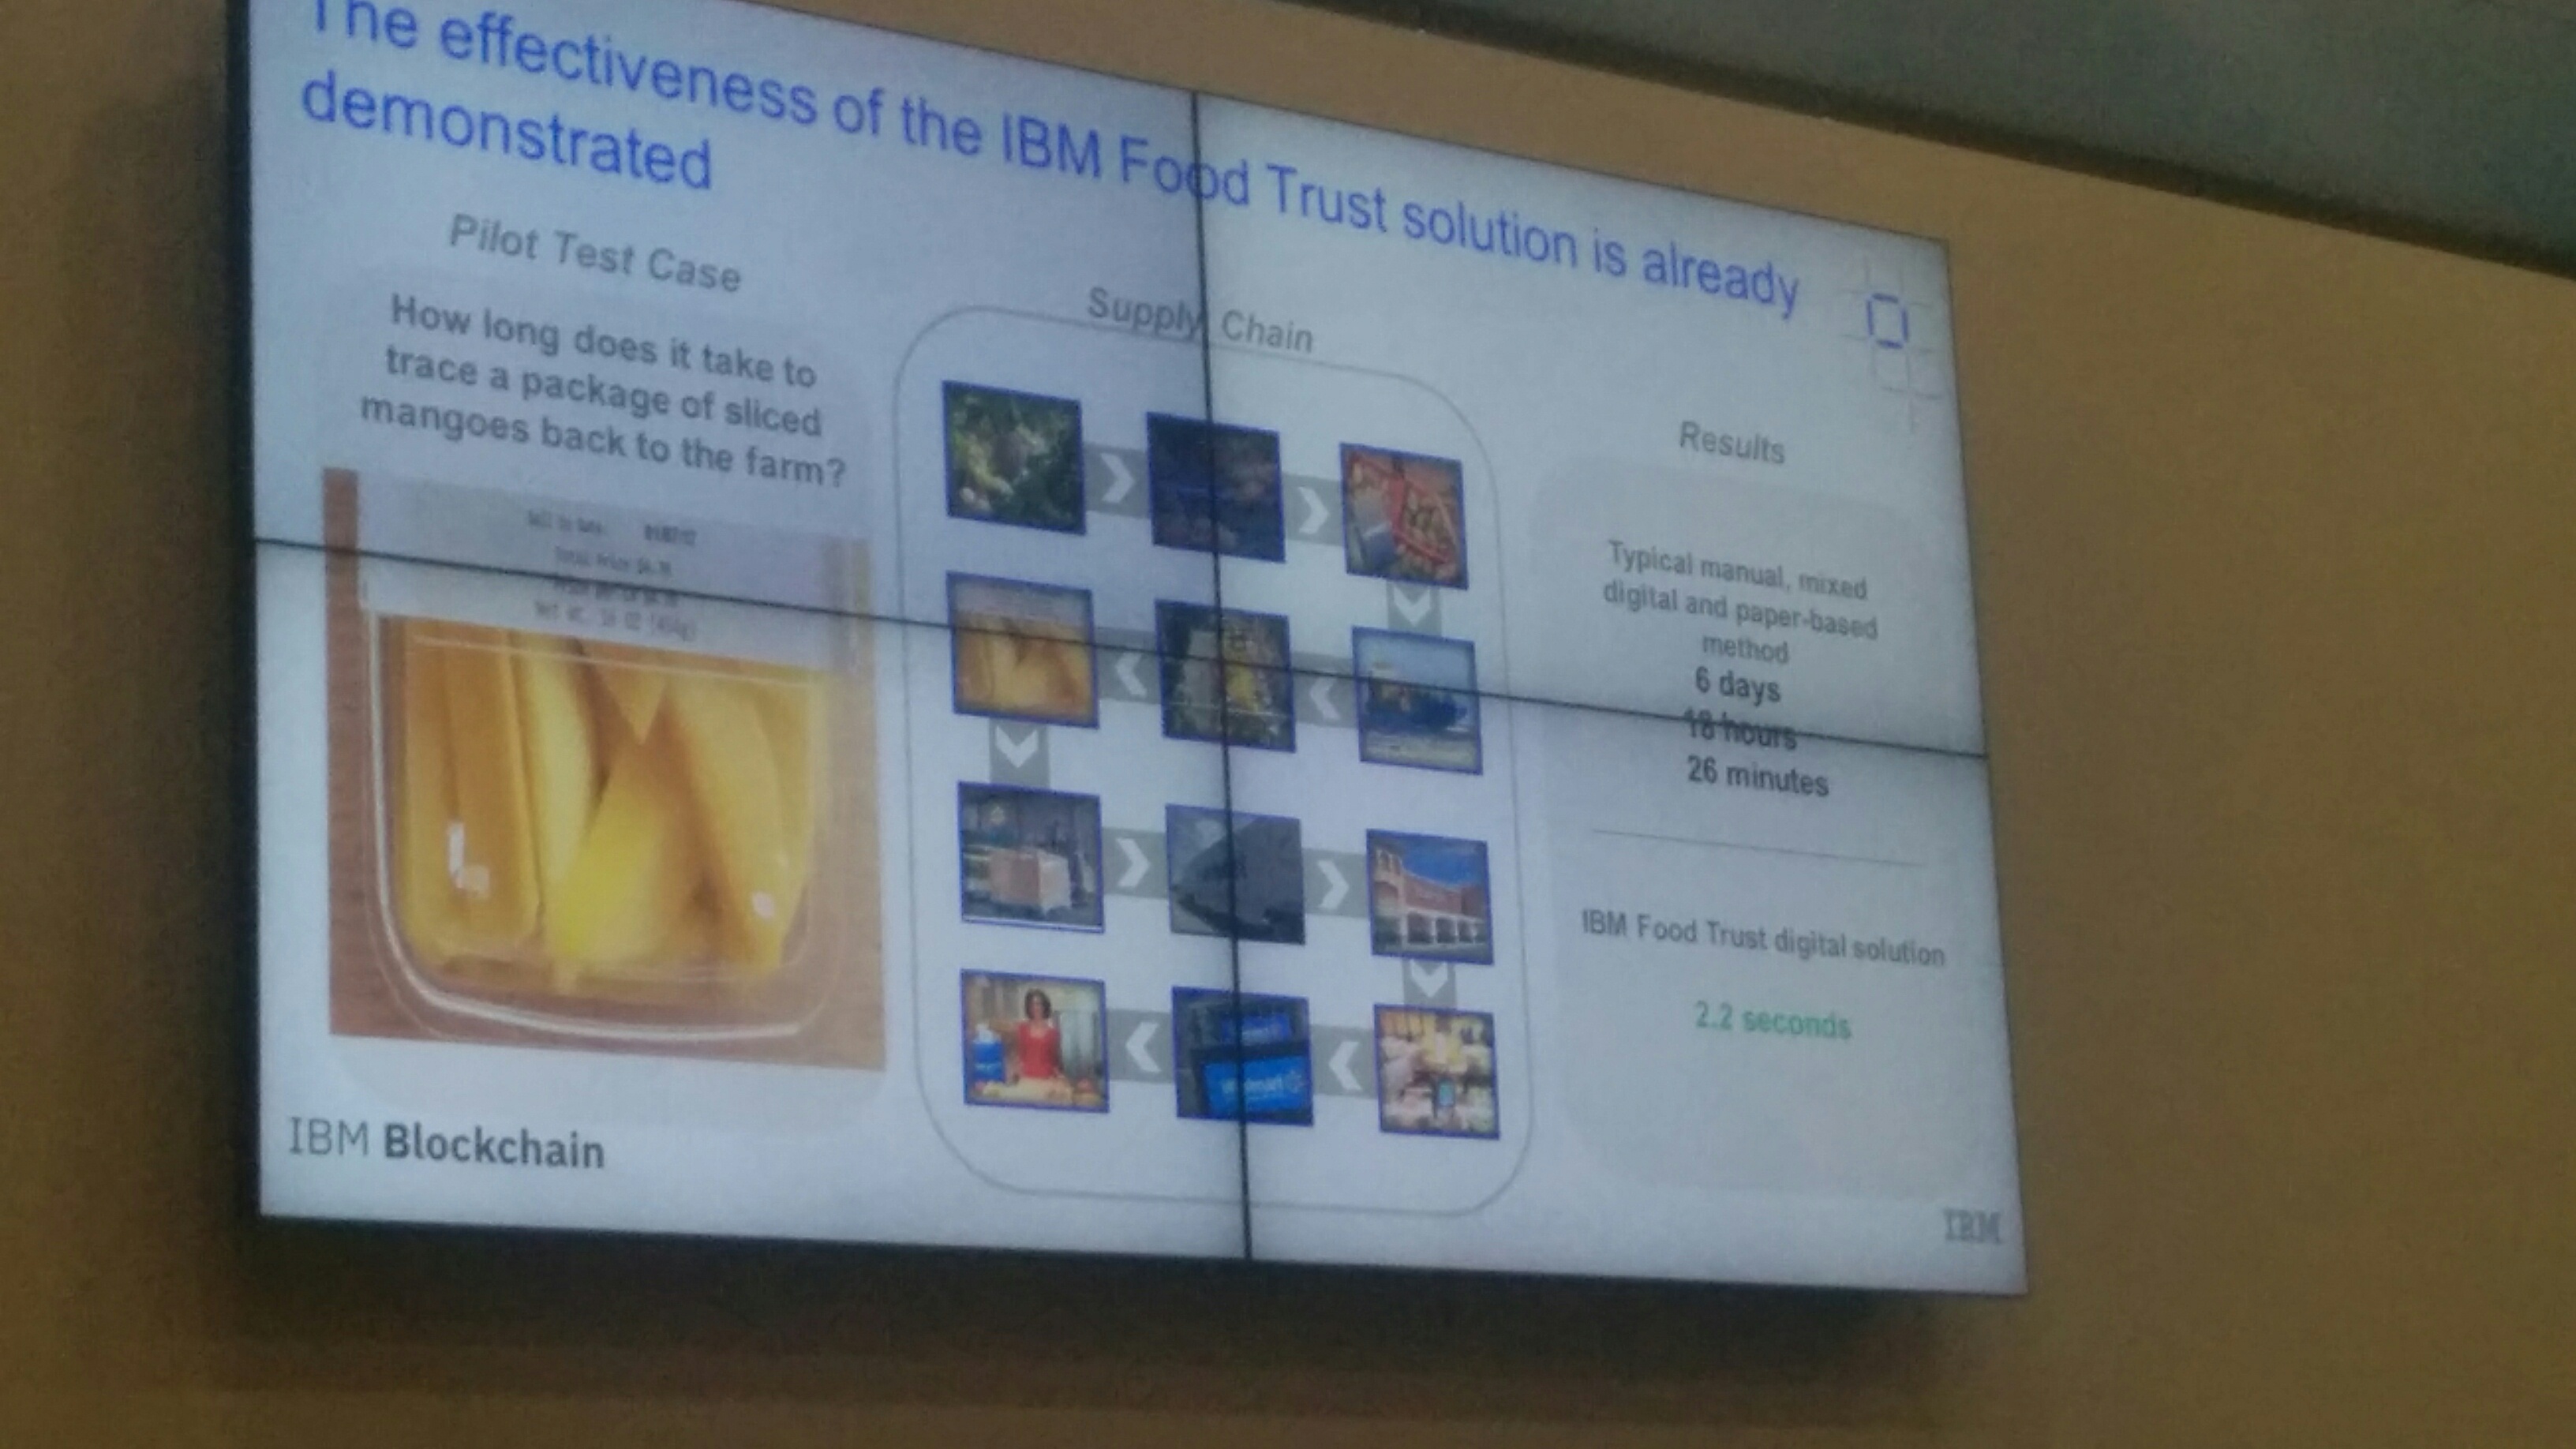 The effectiveness of the IBM Food Trust solution is already
demonstrated
Pilot Test Case
How long does it take to
trace a package of sliced
mangoes back to the farm?
Supply Chain
Results
Typical manual, mixed
digital and paper-based
method
6 days
18 hours
26 minutes
IBM Food Trust digital solution
2.2 seconds
Walmart
IBM Blockchain
IBM